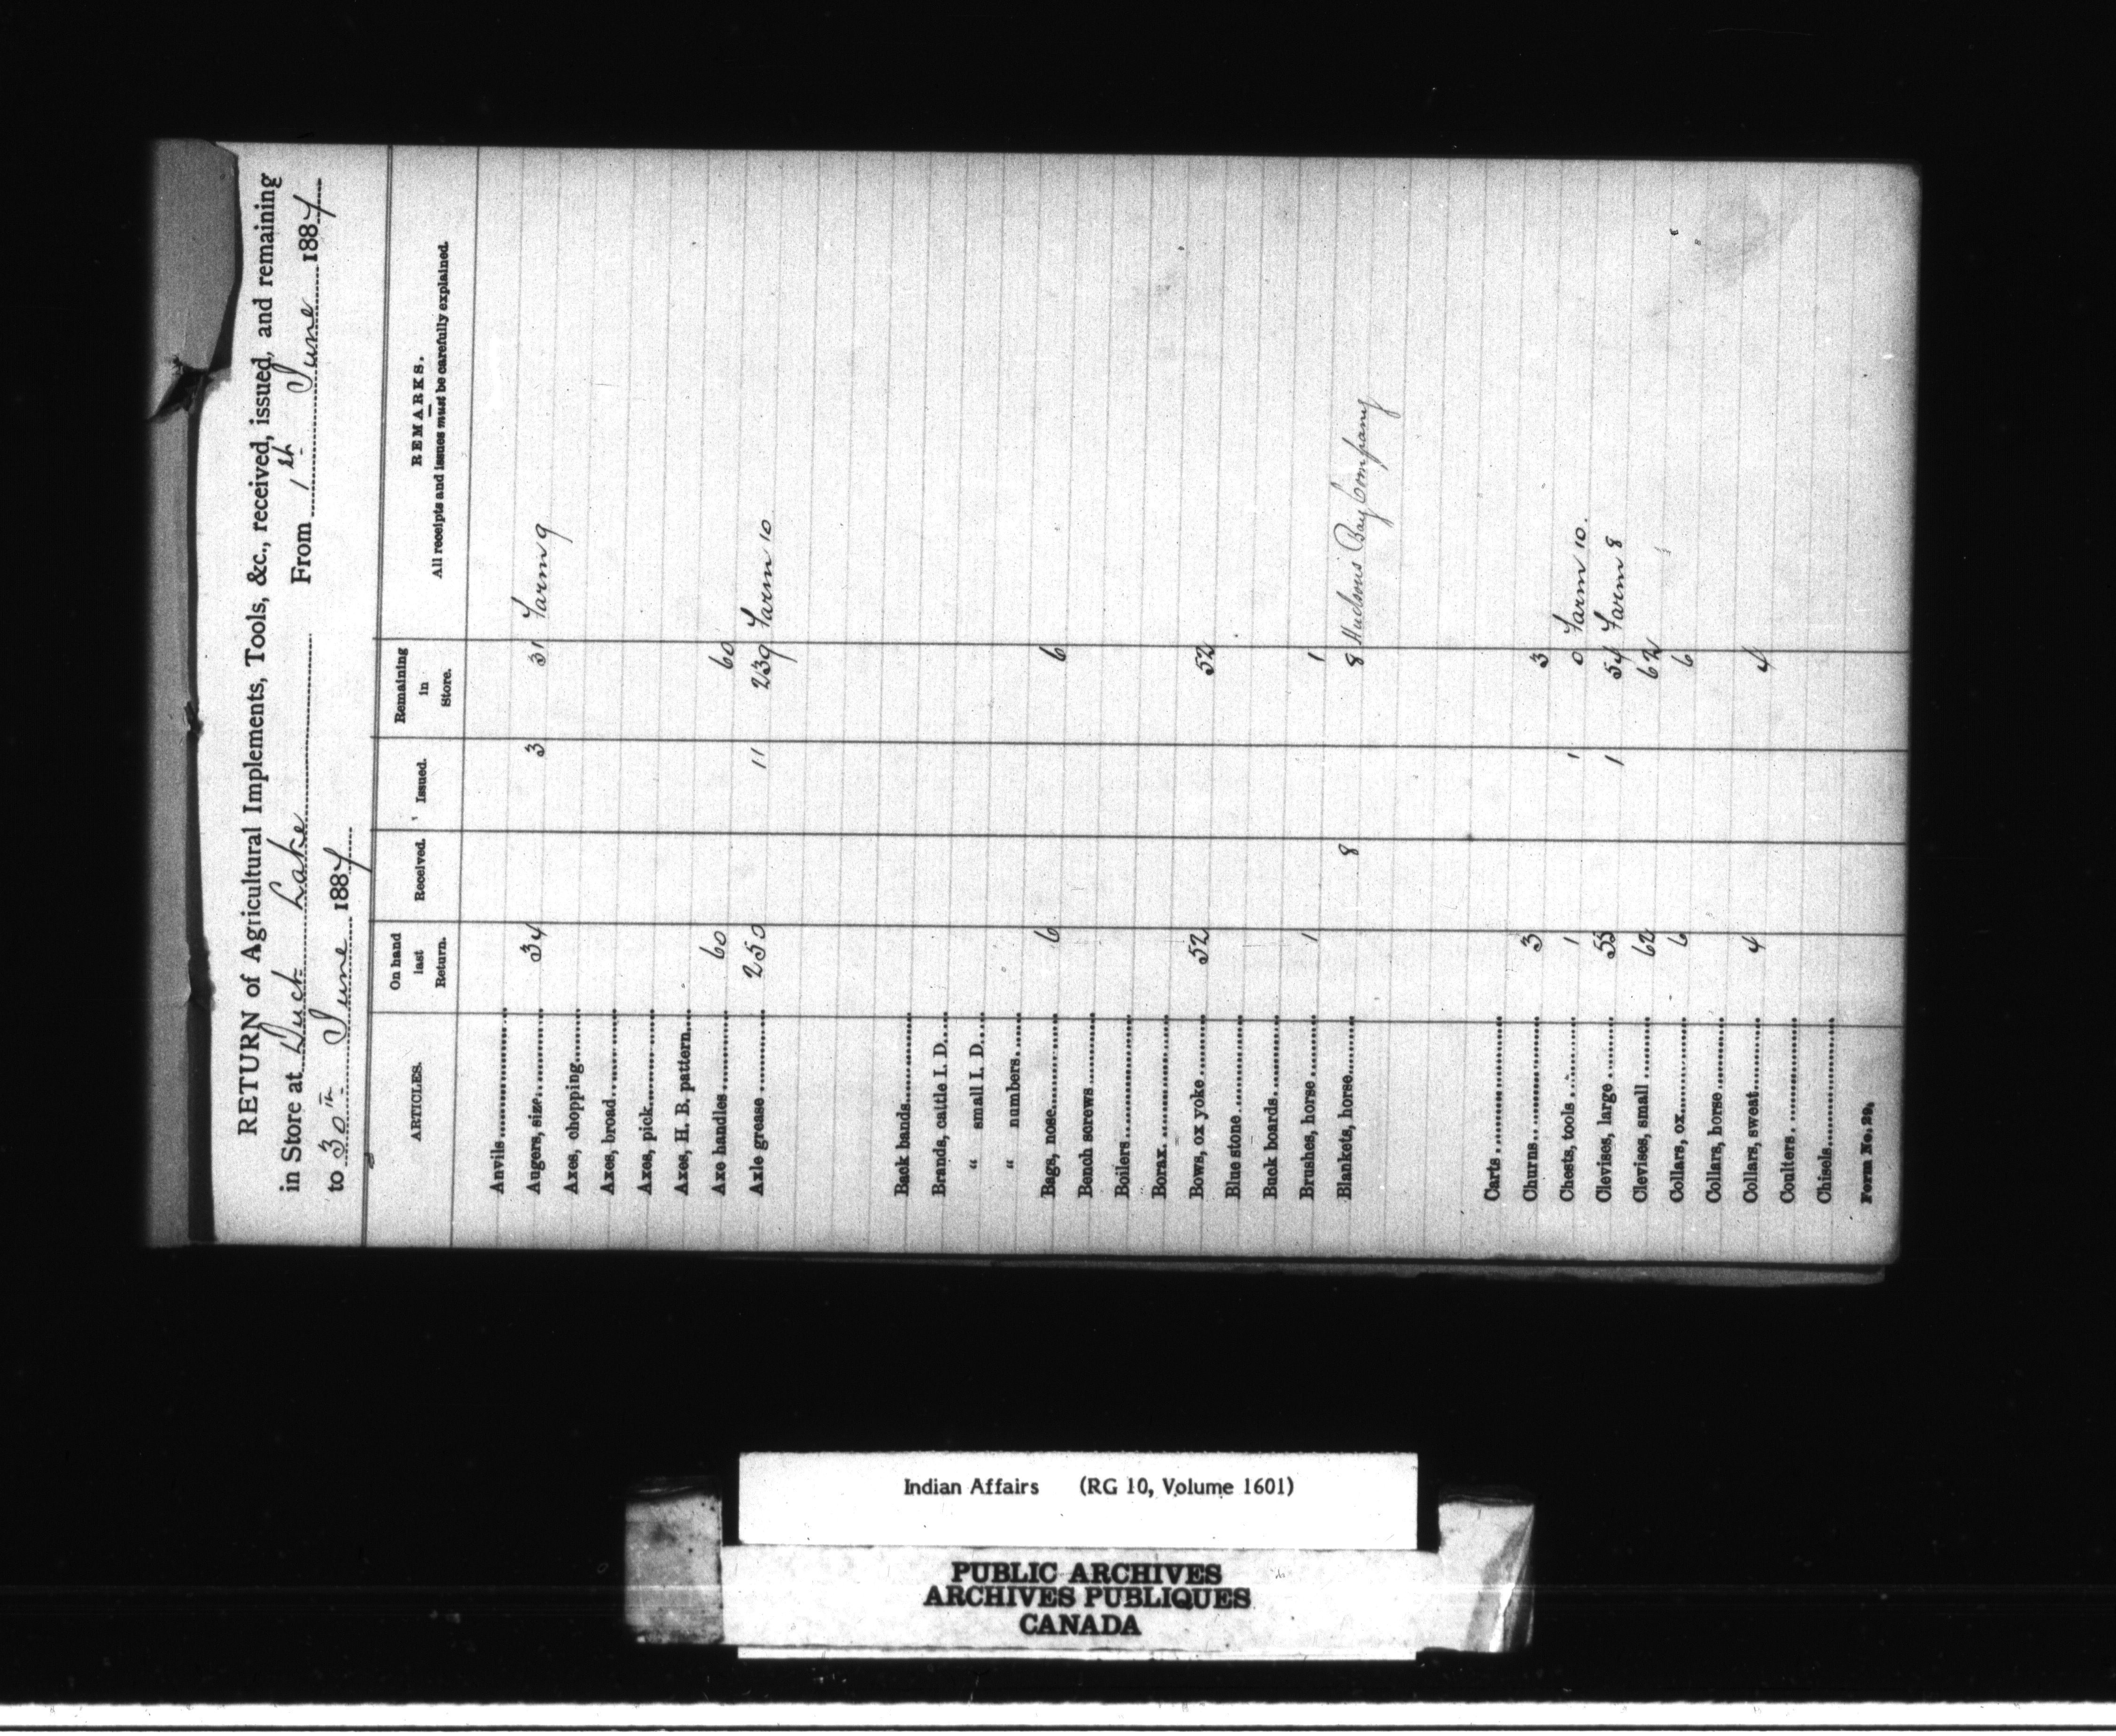 RETURN of Agricultural Implements, Tools, &c., received, issued, and remaining
in Store at Duck Lake From 1st June 1887
to 30th June 1887
ARTICLES. On hand last Return. Received. Issued. Remaining in Store. REMARKS. All receipts and issues must be carefully explained.
Anvils
Augers, size 34 3 31 Farm 9
Axes, chopping
Axes, broad
Axes, pick
Axes, H. B. pattern
Axe handles 60 60
Axle grease 250 11 239 Farm 10
Back bands
Brands, cattle I. D.
“ small I. D.
“ numbers
Bags, nose 6 6
Bench screws
Boilers
Borax
Bows, ox yoke 52 52
Blue stone
Buck boards
Brushes, horse 1 1
Blankets, horse 8 8 Hudson's Bay Company
Carts
Churns 3 3
Chests, tools 1 1 0 Farm 10.
Clevises, large 55 1 54 Farm 8
Clevises, small 62 62
Collars, ox 6 6
Collars, horse
Collars, sweat 4 4
Coulters
Chisels
Form No. 29.
Indian Affairs (RG 10, Volume 1601)
PUBLIC ARCHIVES
ARCHIVES PUBLIQUES
CANADA